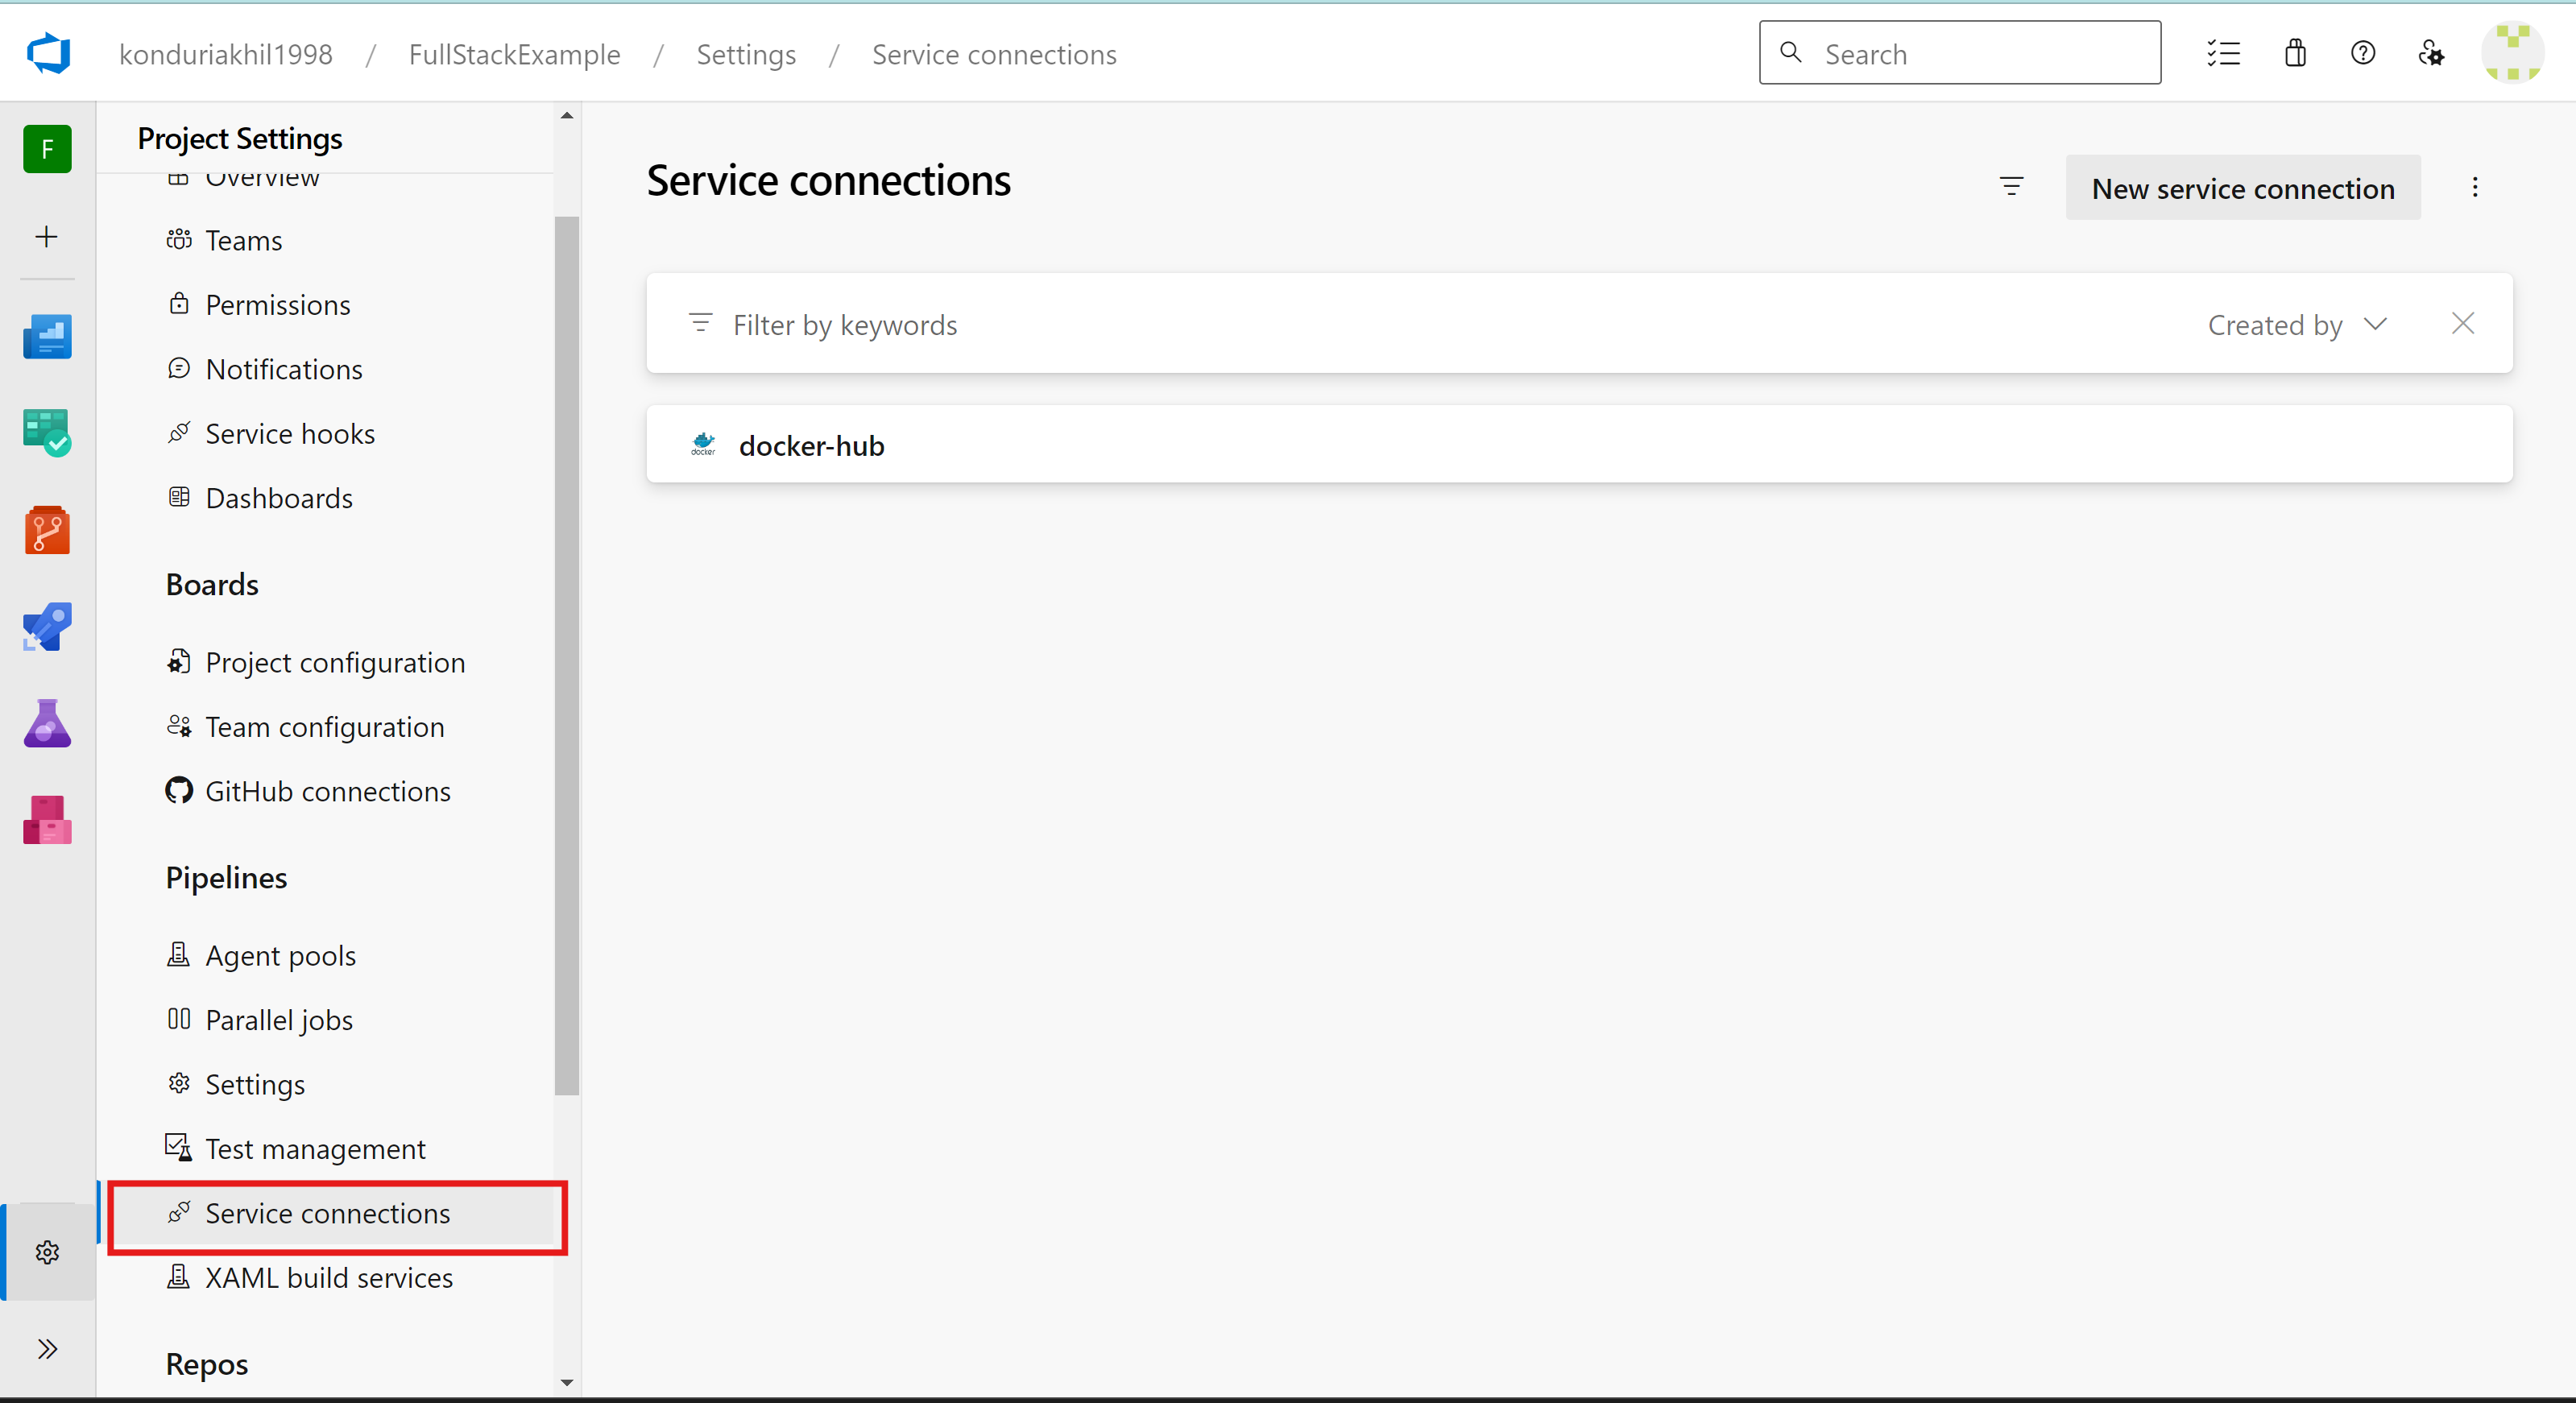 konduriakhil1998 / FullStackExample / Settings / Service connections
Search
F
Project Settings
Overview
Teams
Permissions
Notifications
Service hooks
Dashboards
Boards
Project configuration
Team configuration
GitHub connections
Pipelines
Agent pools
Parallel jobs
Settings
Test management
Service connections
XAML build services
Repos
Service connections
New service connection
Filter by keywords
Created by
docker
docker-hub